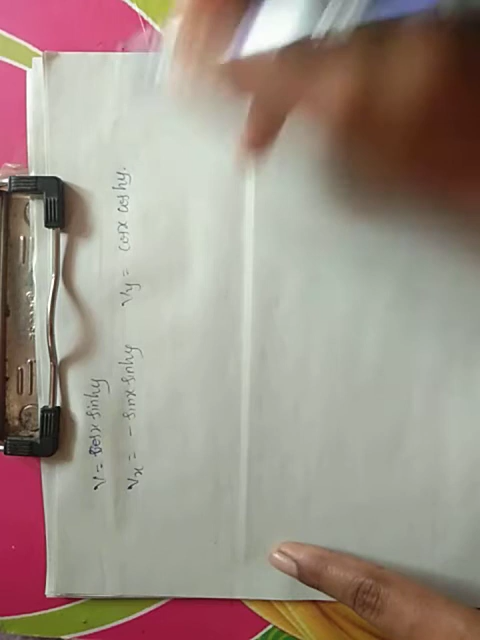 V = cosx sinhy
Vx = - sinx sinhy Vy = cosx coshy.